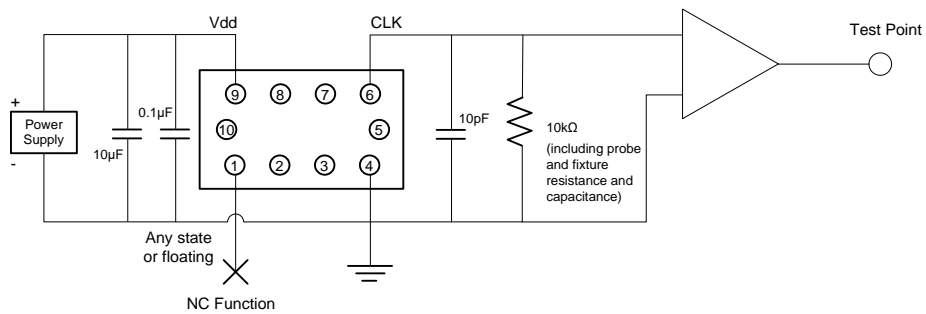 Vdd
CLK
Test Point
+
Power
Supply
-
10µF
0.1µF
9
8
7
6
10
5
1
2
3
4
10pF
10kΩ
(including probe
and fixture
resistance and
capacitance)
Any state
or floating
NC Function